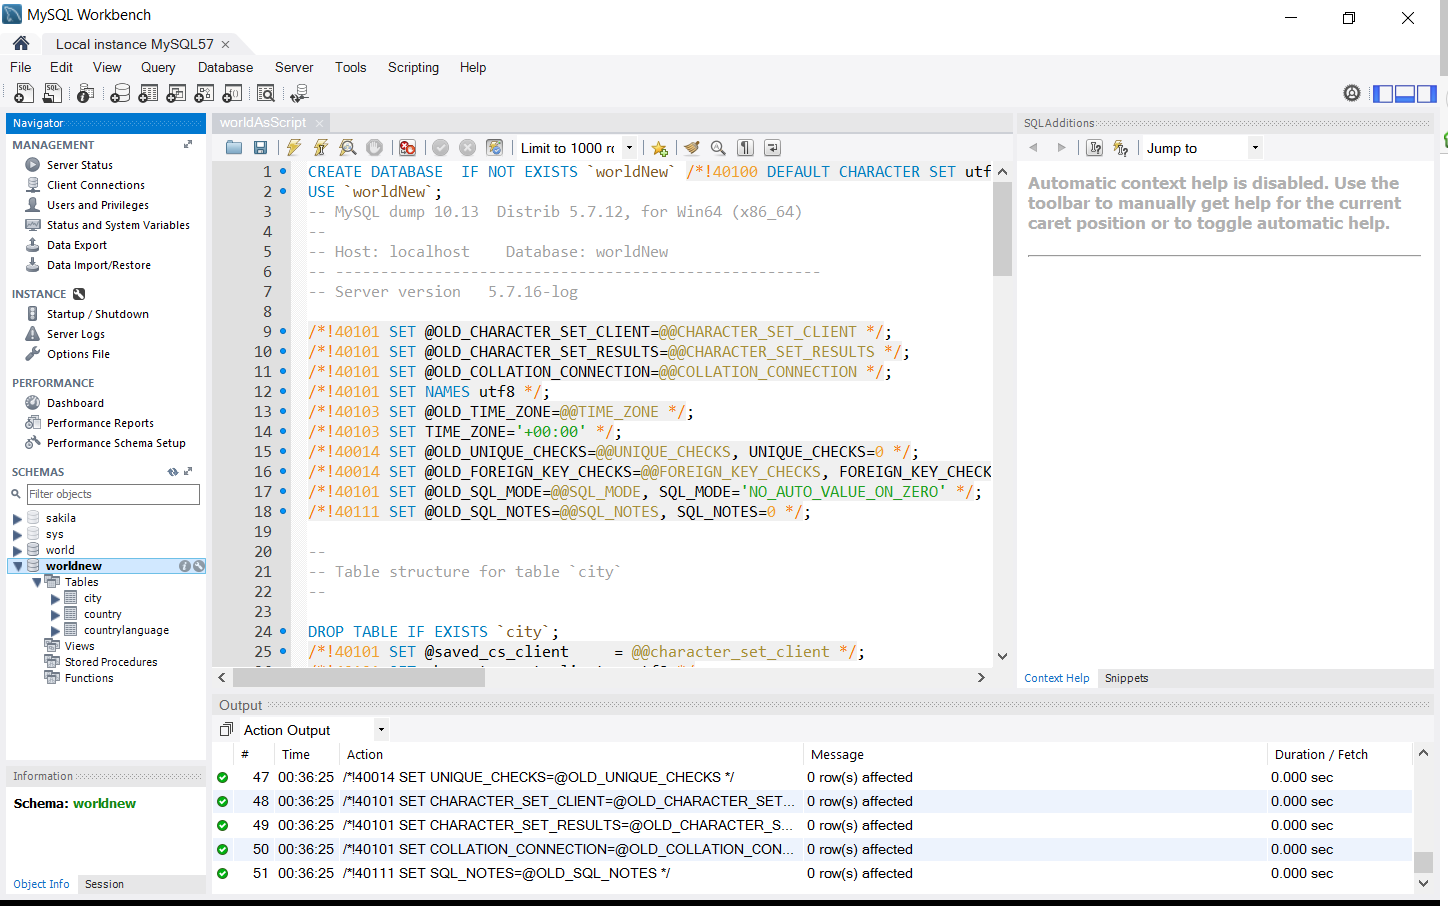 MySQL Workbench
Local instance MySQL57
File Edit View Query Database Server Tools Scripting Help
Navigator
MANAGEMENT
Server Status
Client Connections
Users and Privileges
Status and System Variables
Data Export
Data Import/Restore
INSTANCE
Startup / Shutdown
Server Logs
Options File
PERFORMANCE
Dashboard
Performance Reports
Performance Schema Setup
SCHEMAS
Filter objects
sakila
sys
world
worldnew
Tables
city
country
countrylanguage
Views
Stored Procedures
Functions
Information
Schema: worldnew
Object Info Session
worldAsScript
Limit to 1000 r
1 CREATE DATABASE  IF NOT EXISTS `worldNew` /*!40100 DEFAULT CHARACTER SET utf
2 USE `worldNew`;
3 -- MySQL dump 10.13  Distrib 5.7.12, for Win64 (x86_64)
4 --
5 -- Host: localhost    Database: worldNew
6 -- ------------------------------------------------------
7 -- Server version   5.7.16-log
8
9 /*!40101 SET @OLD_CHARACTER_SET_CLIENT=@@CHARACTER_SET_CLIENT */;
10 /*!40101 SET @OLD_CHARACTER_SET_RESULTS=@@CHARACTER_SET_RESULTS */;
11 /*!40101 SET @OLD_COLLATION_CONNECTION=@@COLLATION_CONNECTION */;
12 /*!40101 SET NAMES utf8 */;
13 /*!40103 SET @OLD_TIME_ZONE=@@TIME_ZONE */;
14 /*!40103 SET TIME_ZONE='+00:00' */;
15 /*!40014 SET @OLD_UNIQUE_CHECKS=@@UNIQUE_CHECKS, UNIQUE_CHECKS=0 */;
16 /*!40014 SET @OLD_FOREIGN_KEY_CHECKS=@@FOREIGN_KEY_CHECKS, FOREIGN_KEY_CHECK
17 /*!40101 SET @OLD_SQL_MODE=@@SQL_MODE, SQL_MODE='NO_AUTO_VALUE_ON_ZERO' */;
18 /*!40111 SET @OLD_SQL_NOTES=@@SQL_NOTES, SQL_NOTES=0 */;
19
20 --
21 -- Table structure for table `city`
22 --
23
24 DROP TABLE IF EXISTS `city`;
25 /*!40101 SET @saved_cs_client     = @@character_set_client */;
SQLAdditions
Jump to
Automatic context help is disabled. Use the
toolbar to manually get help for the current
caret position or to toggle automatic help.
Context Help Snippets
Output
Action Output
# Time Action Message Duration / Fetch
47 00:36:25 /*!40014 SET UNIQUE_CHECKS=@OLD_UNIQUE_CHECKS */ 0 row(s) affected 0.000 sec
48 00:36:25 /*!40101 SET CHARACTER_SET_CLIENT=@OLD_CHARACTER_SET... 0 row(s) affected 0.000 sec
49 00:36:25 /*!40101 SET CHARACTER_SET_RESULTS=@OLD_CHARACTER_S... 0 row(s) affected 0.000 sec
50 00:36:25 /*!40101 SET COLLATION_CONNECTION=@OLD_COLLATION_CON... 0 row(s) affected 0.000 sec
51 00:36:25 /*!40111 SET SQL_NOTES=@OLD_SQL_NOTES */ 0 row(s) affected 0.000 sec